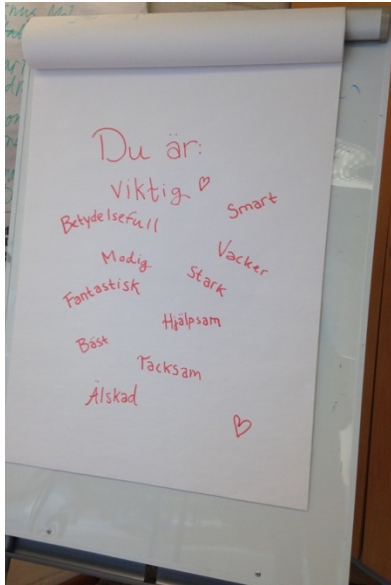 Du är:
viktig ♡
Smart
Betydelsefull
Vacker
Modig
Stark
Fantastisk
Hjälpsam
Bäst
Tacksam
Älskad
♡